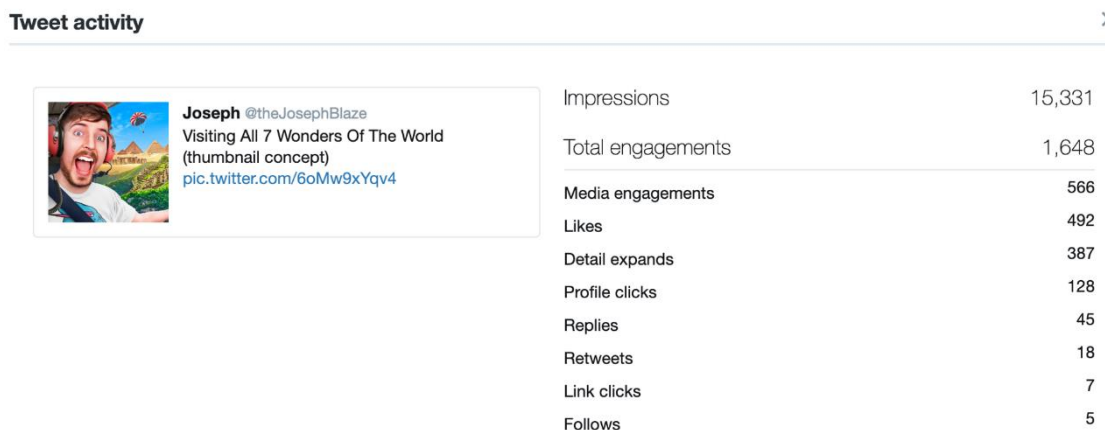 Tweet activity
Joseph @theJosephBlaze
Visiting All 7 Wonders Of The World
(thumbnail concept)
pic.twitter.com/6oMw9xYqv4
Impressions 15,331
Total engagements 1,648
Media engagements 566
Likes 492
Detail expands 387
Profile clicks 128
Replies 45
Retweets 18
Link clicks 7
Follows 5